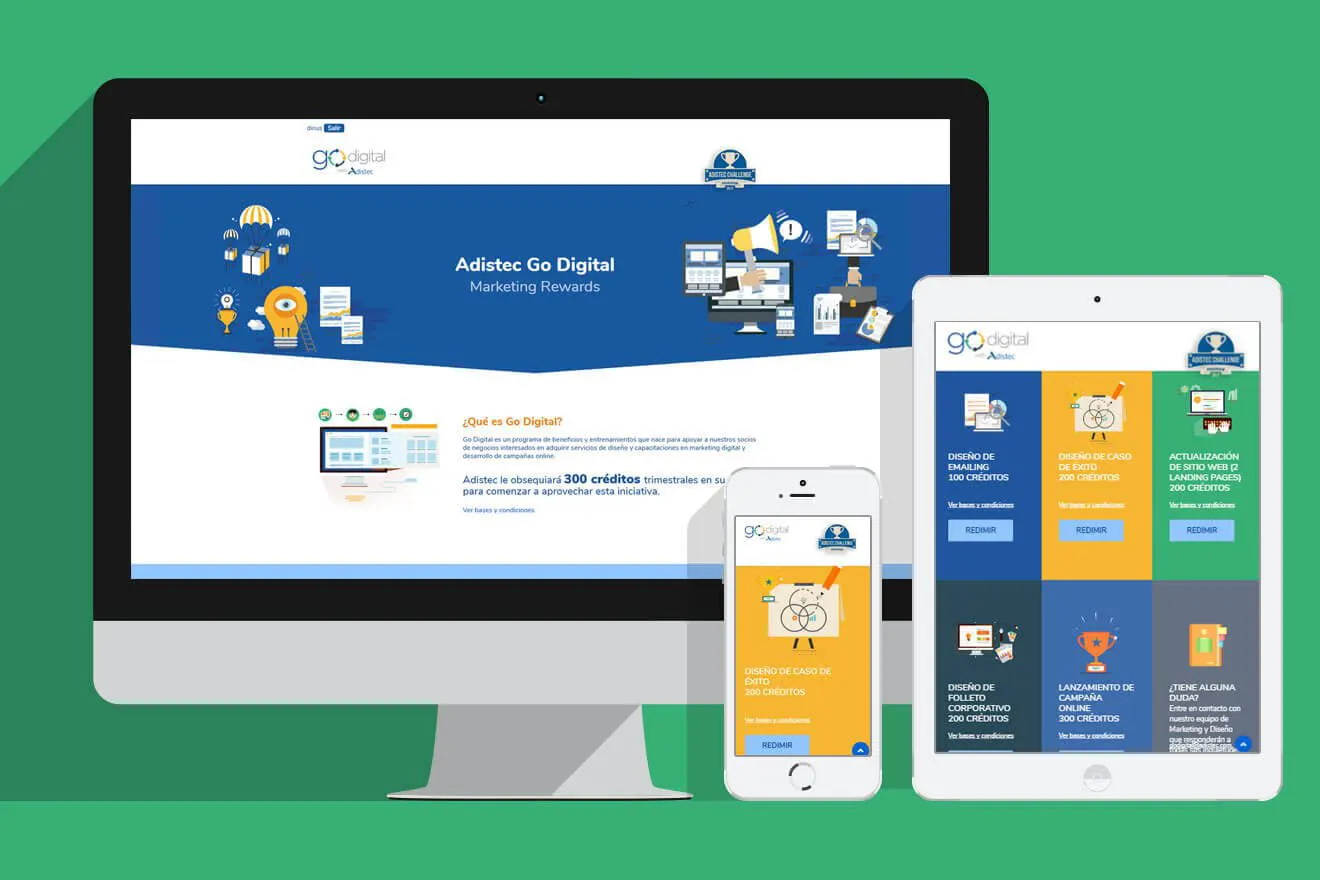 dinus Salir
go digital
Adistec
ADISTEC CHALLENGE
Adistec Go Digital
Marketing Rewards
¿Qué es Go Digital?
Go Digital es un programa de beneficios y entrenamientos que nace para apoyar a nuestros socios
de negocios interesados en adquirir servicios de diseño y capacitaciones en marketing digital y
desarrollo de campañas online.
Adistec le obsequiará 300 créditos trimestrales en su
para comenzar a aprovechar esta iniciativa.
Ver bases y condiciones.
go digital
Adistec
ADISTEC CHALLENGE
DISEÑO DE CASO DE
ÉXITO
200 CRÉDITOS
Ver bases y condiciones
REDIMIR
go digital
Adistec
ADISTEC CHALLENGE
DISEÑO DE
EMAILING
100 CRÉDITOS
Ver bases y condiciones
REDIMIR
DISEÑO DE CASO
DE ÉXITO
200 CRÉDITOS
Ver bases y condiciones
REDIMIR
ACTUALIZACIÓN
DE SITIO WEB (2
LANDING PAGES)
200 CRÉDITOS
Ver bases y condiciones
REDIMIR
DISEÑO DE
FOLLETO
CORPORATIVO
200 CRÉDITOS
Ver bases y condiciones
LANZAMIENTO DE
CAMPAÑA
ONLINE
300 CRÉDITOS
Ver bases y condiciones
¿TIENE ALGUNA
DUDA?
Entre en contacto con
nuestro equipo de
Marketing y Diseño
que responderán a